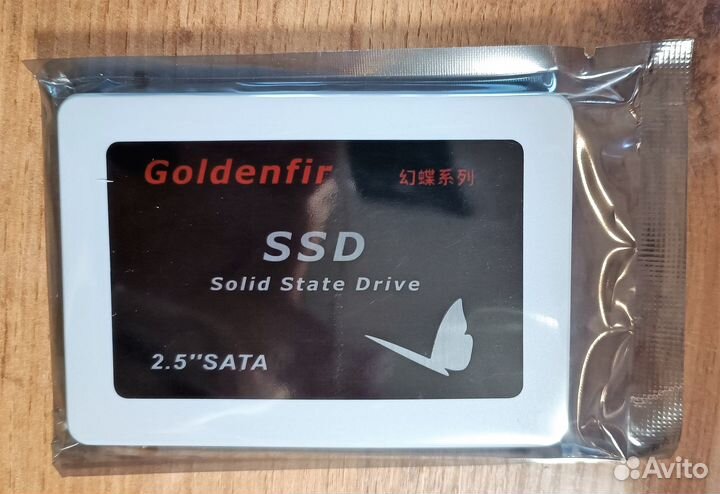 Goldenfir 幻蝶系列
SSD
Solid State Drive
2.5"SATA
Avito